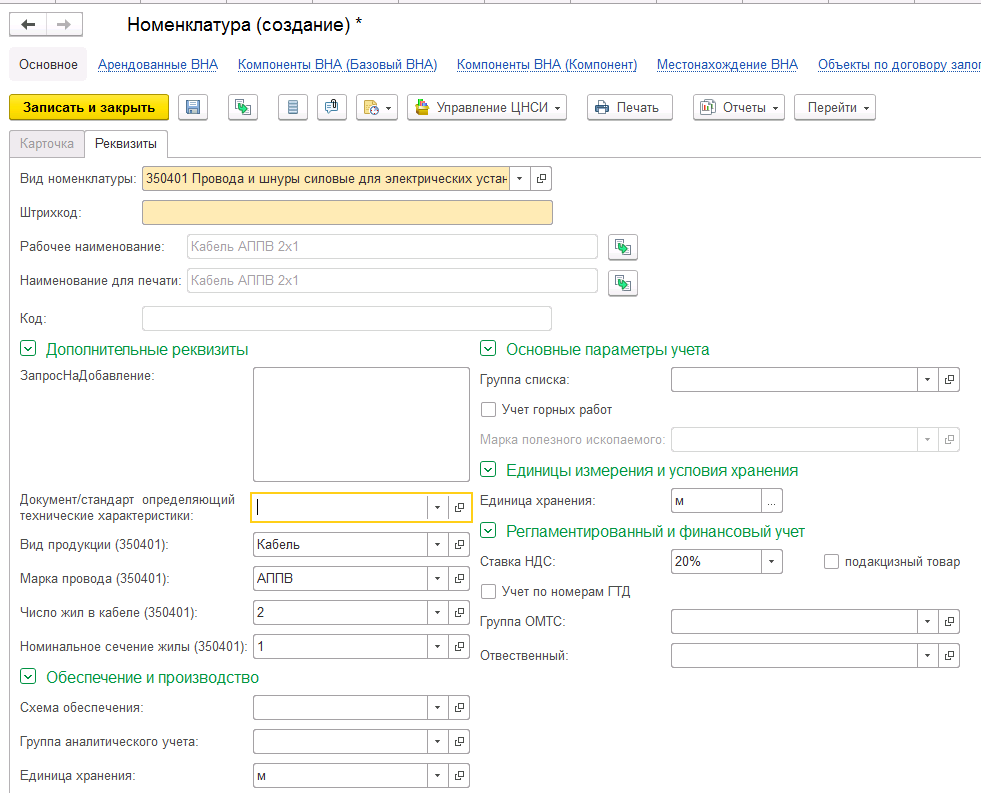 Номенклатура (создание) *
Основное Арендованные ВНА Компоненты ВНА (Базовый ВНА) Компоненты ВНА (Компонент) Местонахождение ВНА Объекты по договору залог
Записать и закрыть Управление ЦНСИ Печать Отчеты Перейти
Карточка Реквизиты
Вид номенклатуры: 350401 Провода и шнуры силовые для электрических устан
Штрихкод:
Рабочее наименование: Кабель АППВ 2х1
Наименование для печати: Кабель АППВ 2х1
Код:
Дополнительные реквизиты
ЗапросНаДобавление:
Документ/стандарт определяющий
технические характеристики:
Вид продукции (350401): Кабель
Марка провода (350401): АППВ
Число жил в кабеле (350401): 2
Номинальное сечение жилы (350401): 1
Обеспечение и производство
Схема обеспечения:
Группа аналитического учета:
Единица хранения: м
Основные параметры учета
Группа списка:
Учет горных работ
Марка полезного ископаемого:
Единицы измерения и условия хранения
Единица хранения: м ...
Регламентированный и финансовый учет
Ставка НДС: 20% подакцизный товар
Учет по номерам ГТД
Группа ОМТС:
Отвественный: